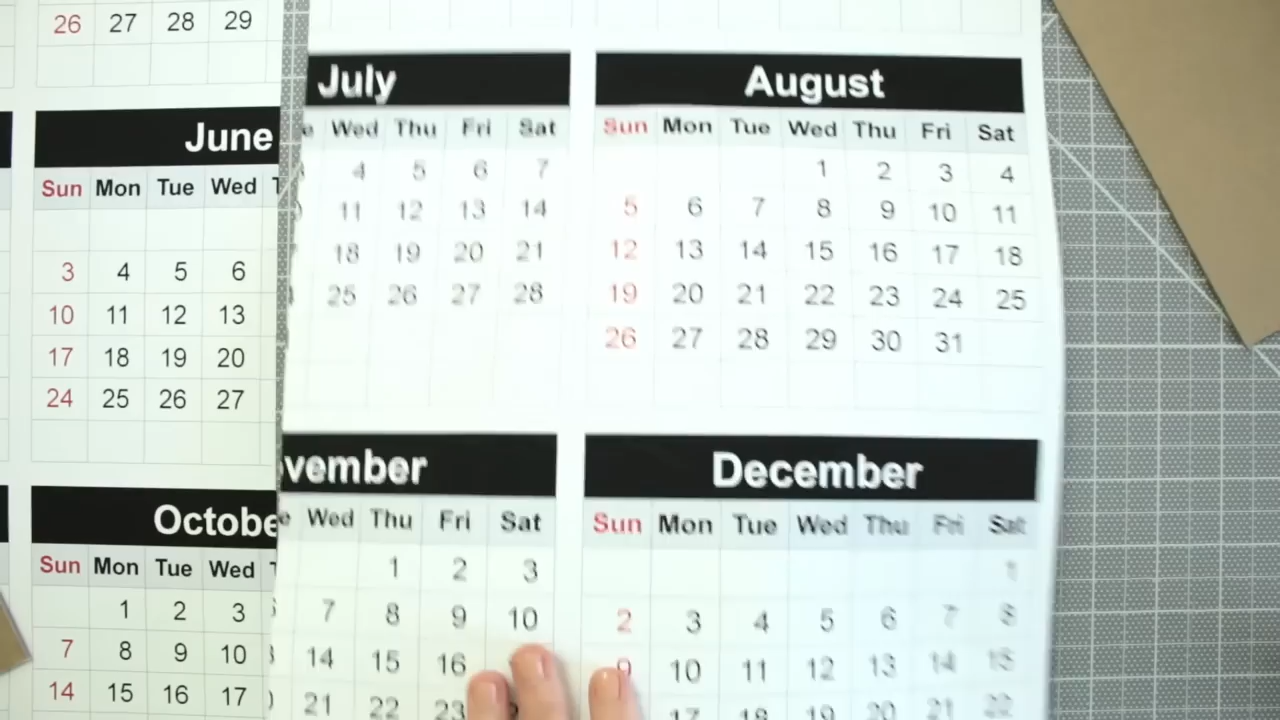 26 27 28 29
June
Sun Mon Tue Wed
3 4 5 6
10 11 12 13
17 18 19 20
24 25 26 27
Octobe
Sun Mon Tue Wed
1 2 3
7 8 9 10
14 15 16 17
July
e Wed Thu Fri Sat
4 5 6 7
11 12 13 14
18 19 20 21
25 26 27 28
August
Sun Mon Tue Wed Thu Fri Sat
1 2 3 4
5 6 7 8 9 10 11
12 13 14 15 16 17 18
19 20 21 22 23 24 25
26 27 28 29 30 31
vember
e Wed Thu Fri Sat
1 2 3
7 8 9 10
14 15 16
21 22 23
December
Sun Mon Tue Wed Thu Fri Sat
1
2 3 4 5 6 7 8
9 10 11 12 13 14 15
17 18 19 20 21 22